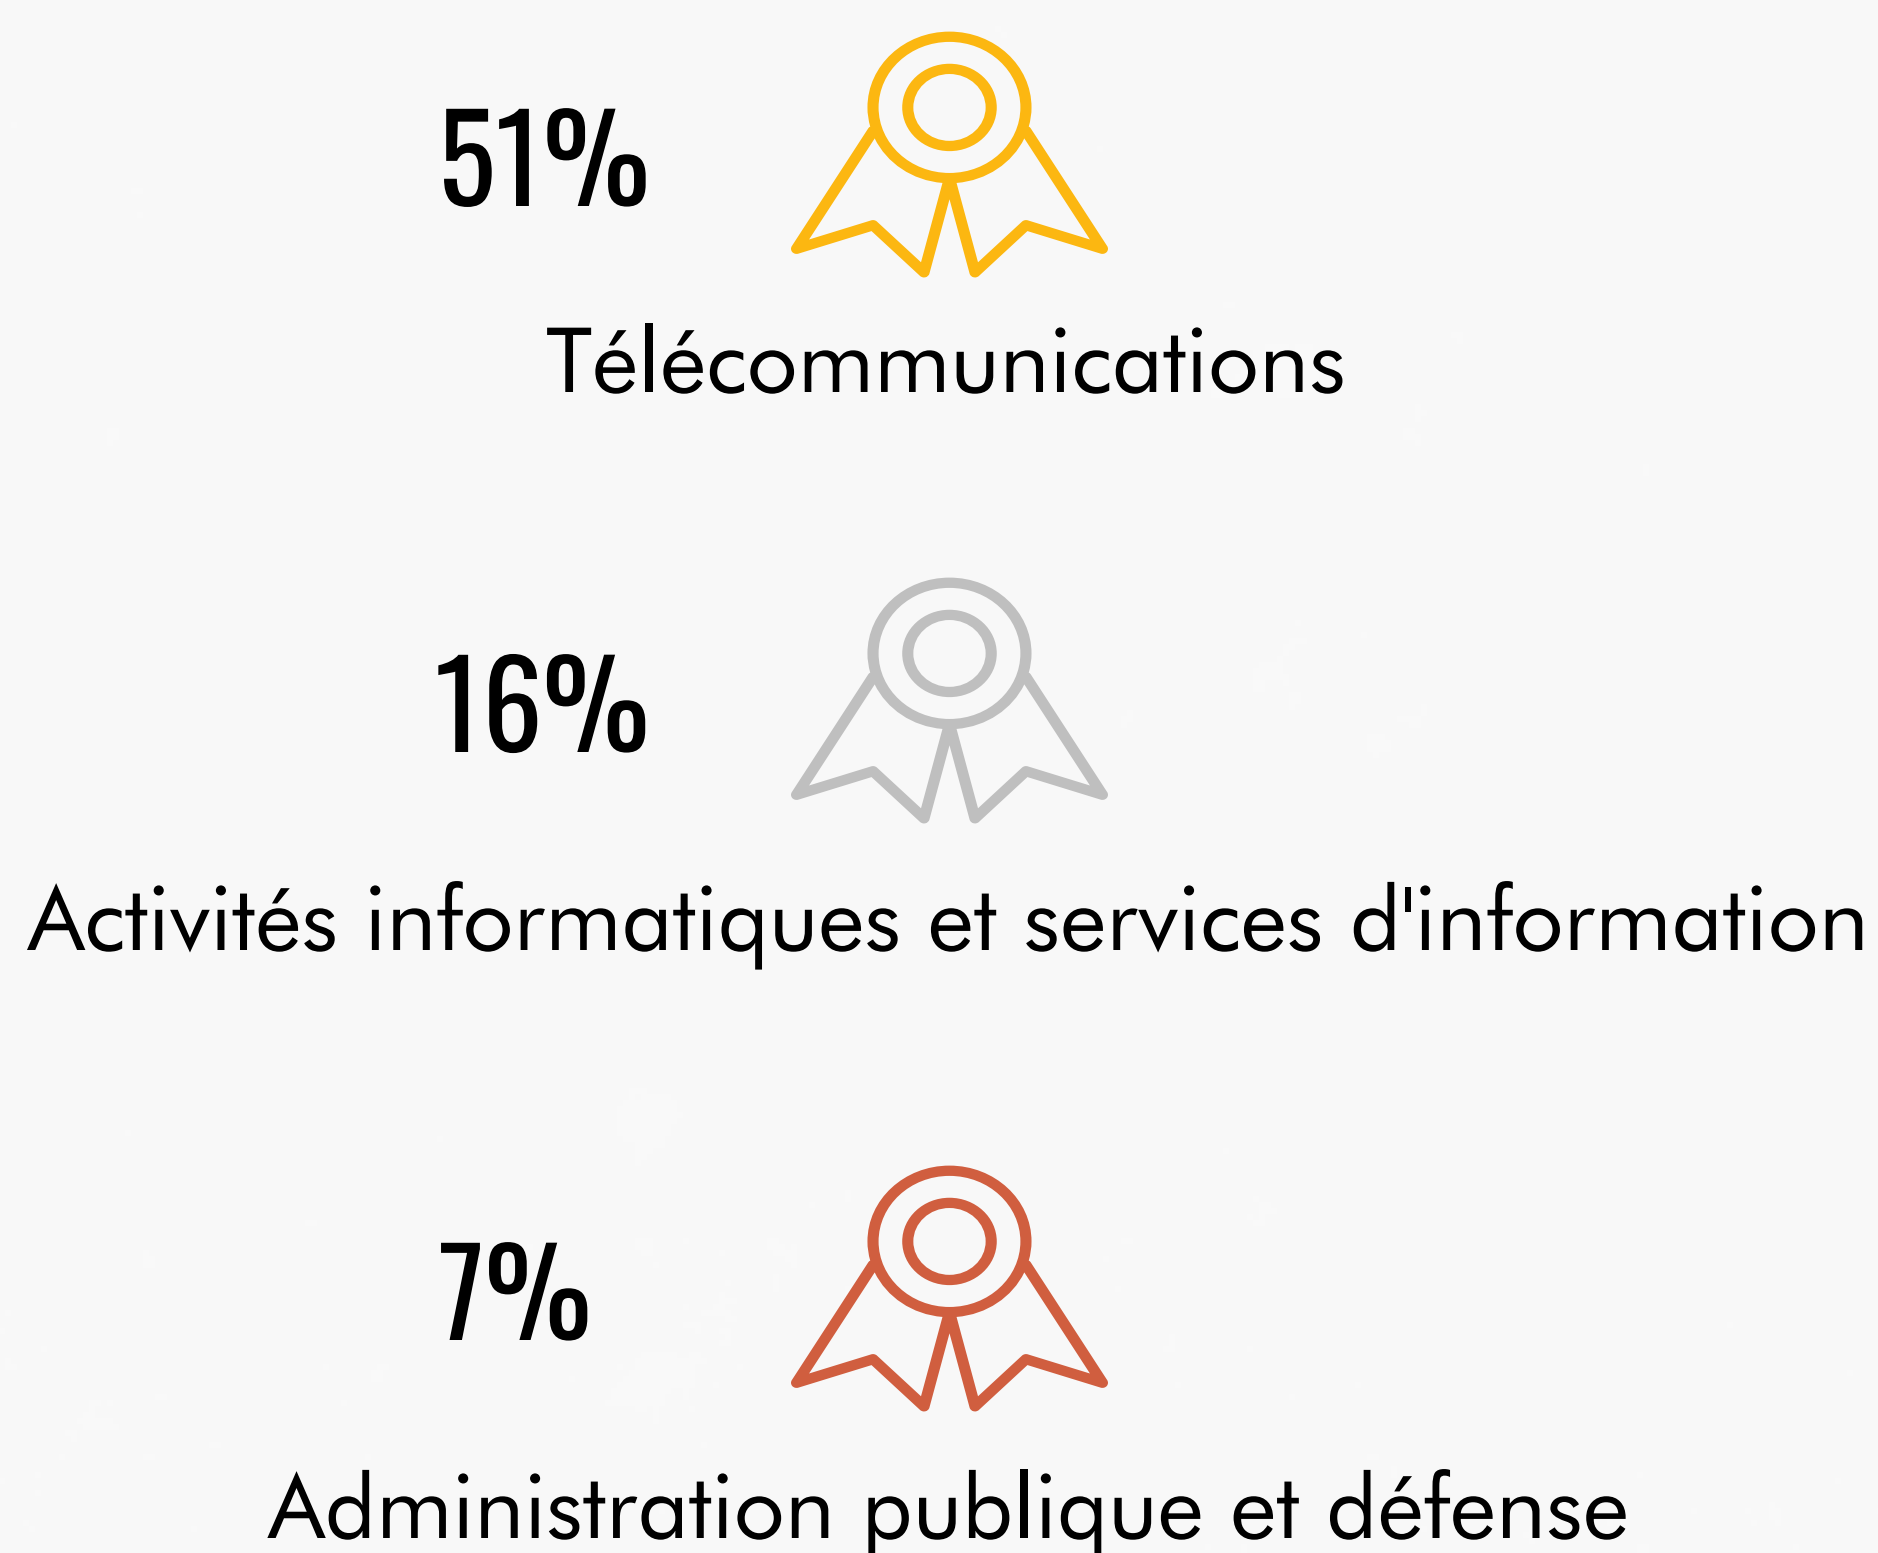 51%
Télécommunications
16%
Activités informatiques et services d'information
7%
Administration publique et défense